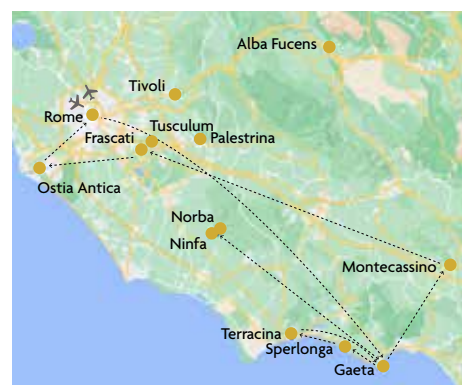 Alba Fucens
Tivoli
Rome
Tusculum
Frascati
Palestrina
Ostia Antica
Norba
Ninfa
Montecassino
Terracina
Sperlonga
Gaeta